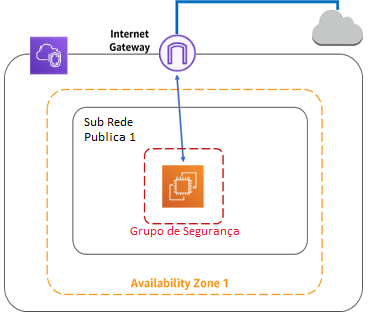 Internet
Gateway
Sub Rede
Publica 1
Grupo de Segurança
Availability Zone 1